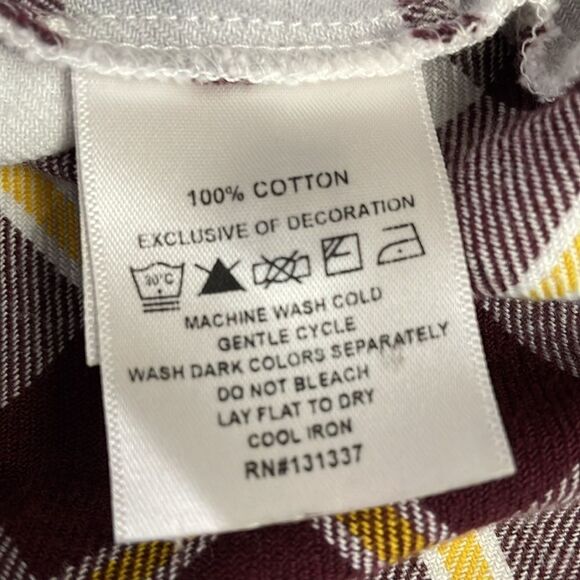 100% COTTON
EXCLUSIVE OF DECORATION
30°C
MACHINE WASH COLD
GENTLE CYCLE
WASH DARK COLORS SEPARATELY
DO NOT BLEACH
LAY FLAT TO DRY
COOL IRON
RN#131337